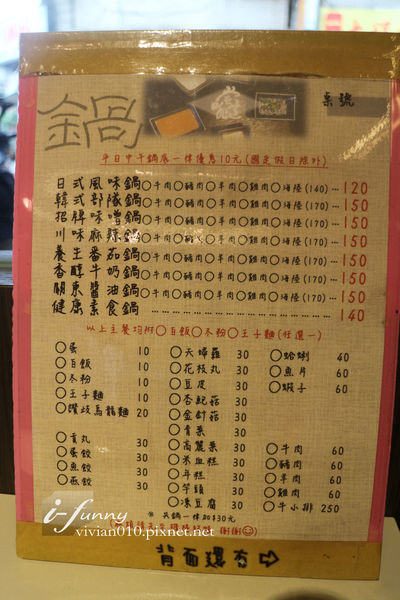 鍋
桌號
平日中午鍋底一律優惠10元(國定假日除外)
日式風味鍋○牛肉○豬肉○羊肉○雞肉○海陸(140)…120
韓式部隊鍋○牛肉○豬肉○羊肉○雞肉○海陸(170)…150
招牌味噌鍋○牛肉○豬肉○羊肉○雞肉○海陸(170)…150
川味麻辣鍋○牛肉○豬肉○羊肉○雞肉○海陸(170)…150
養生番茄鍋○牛肉○豬肉○羊肉○雞肉○海陸(170)…150
香醇牛奶鍋○牛肉○豬肉○羊肉○雞肉○海陸(170)…150
關東醬油鍋○牛肉○豬肉○羊肉○雞肉○海陸(170)…150
健康素食鍋 … 140
以上主餐均附○白飯○冬粉○王子麵(任選一)
○蛋 10
○白飯 10
○冬粉 10
○王子麵 10
○讚歧烏龍麵 20
○貢丸 30
○蛋餃 30
○魚餃 30
○燕餃 30
○天婦羅 30
○花枝丸 30
○豆皮 30
○杏鮑菇 30
○金針菇 30
○青菜 30
○高麗菜 30
○米血糕 30
○年糕 30
○芋頭 30
○凍豆腐 30
○蛤蜊 40
○魚片 60
○蝦子 60
○牛肉 60
○豬肉 60
○羊肉 60
○雞肉 60
○牛小排 250
※共鍋一律加$30元
謝謝
背面還有⇨
i-funny
vivian010.pixnet.net